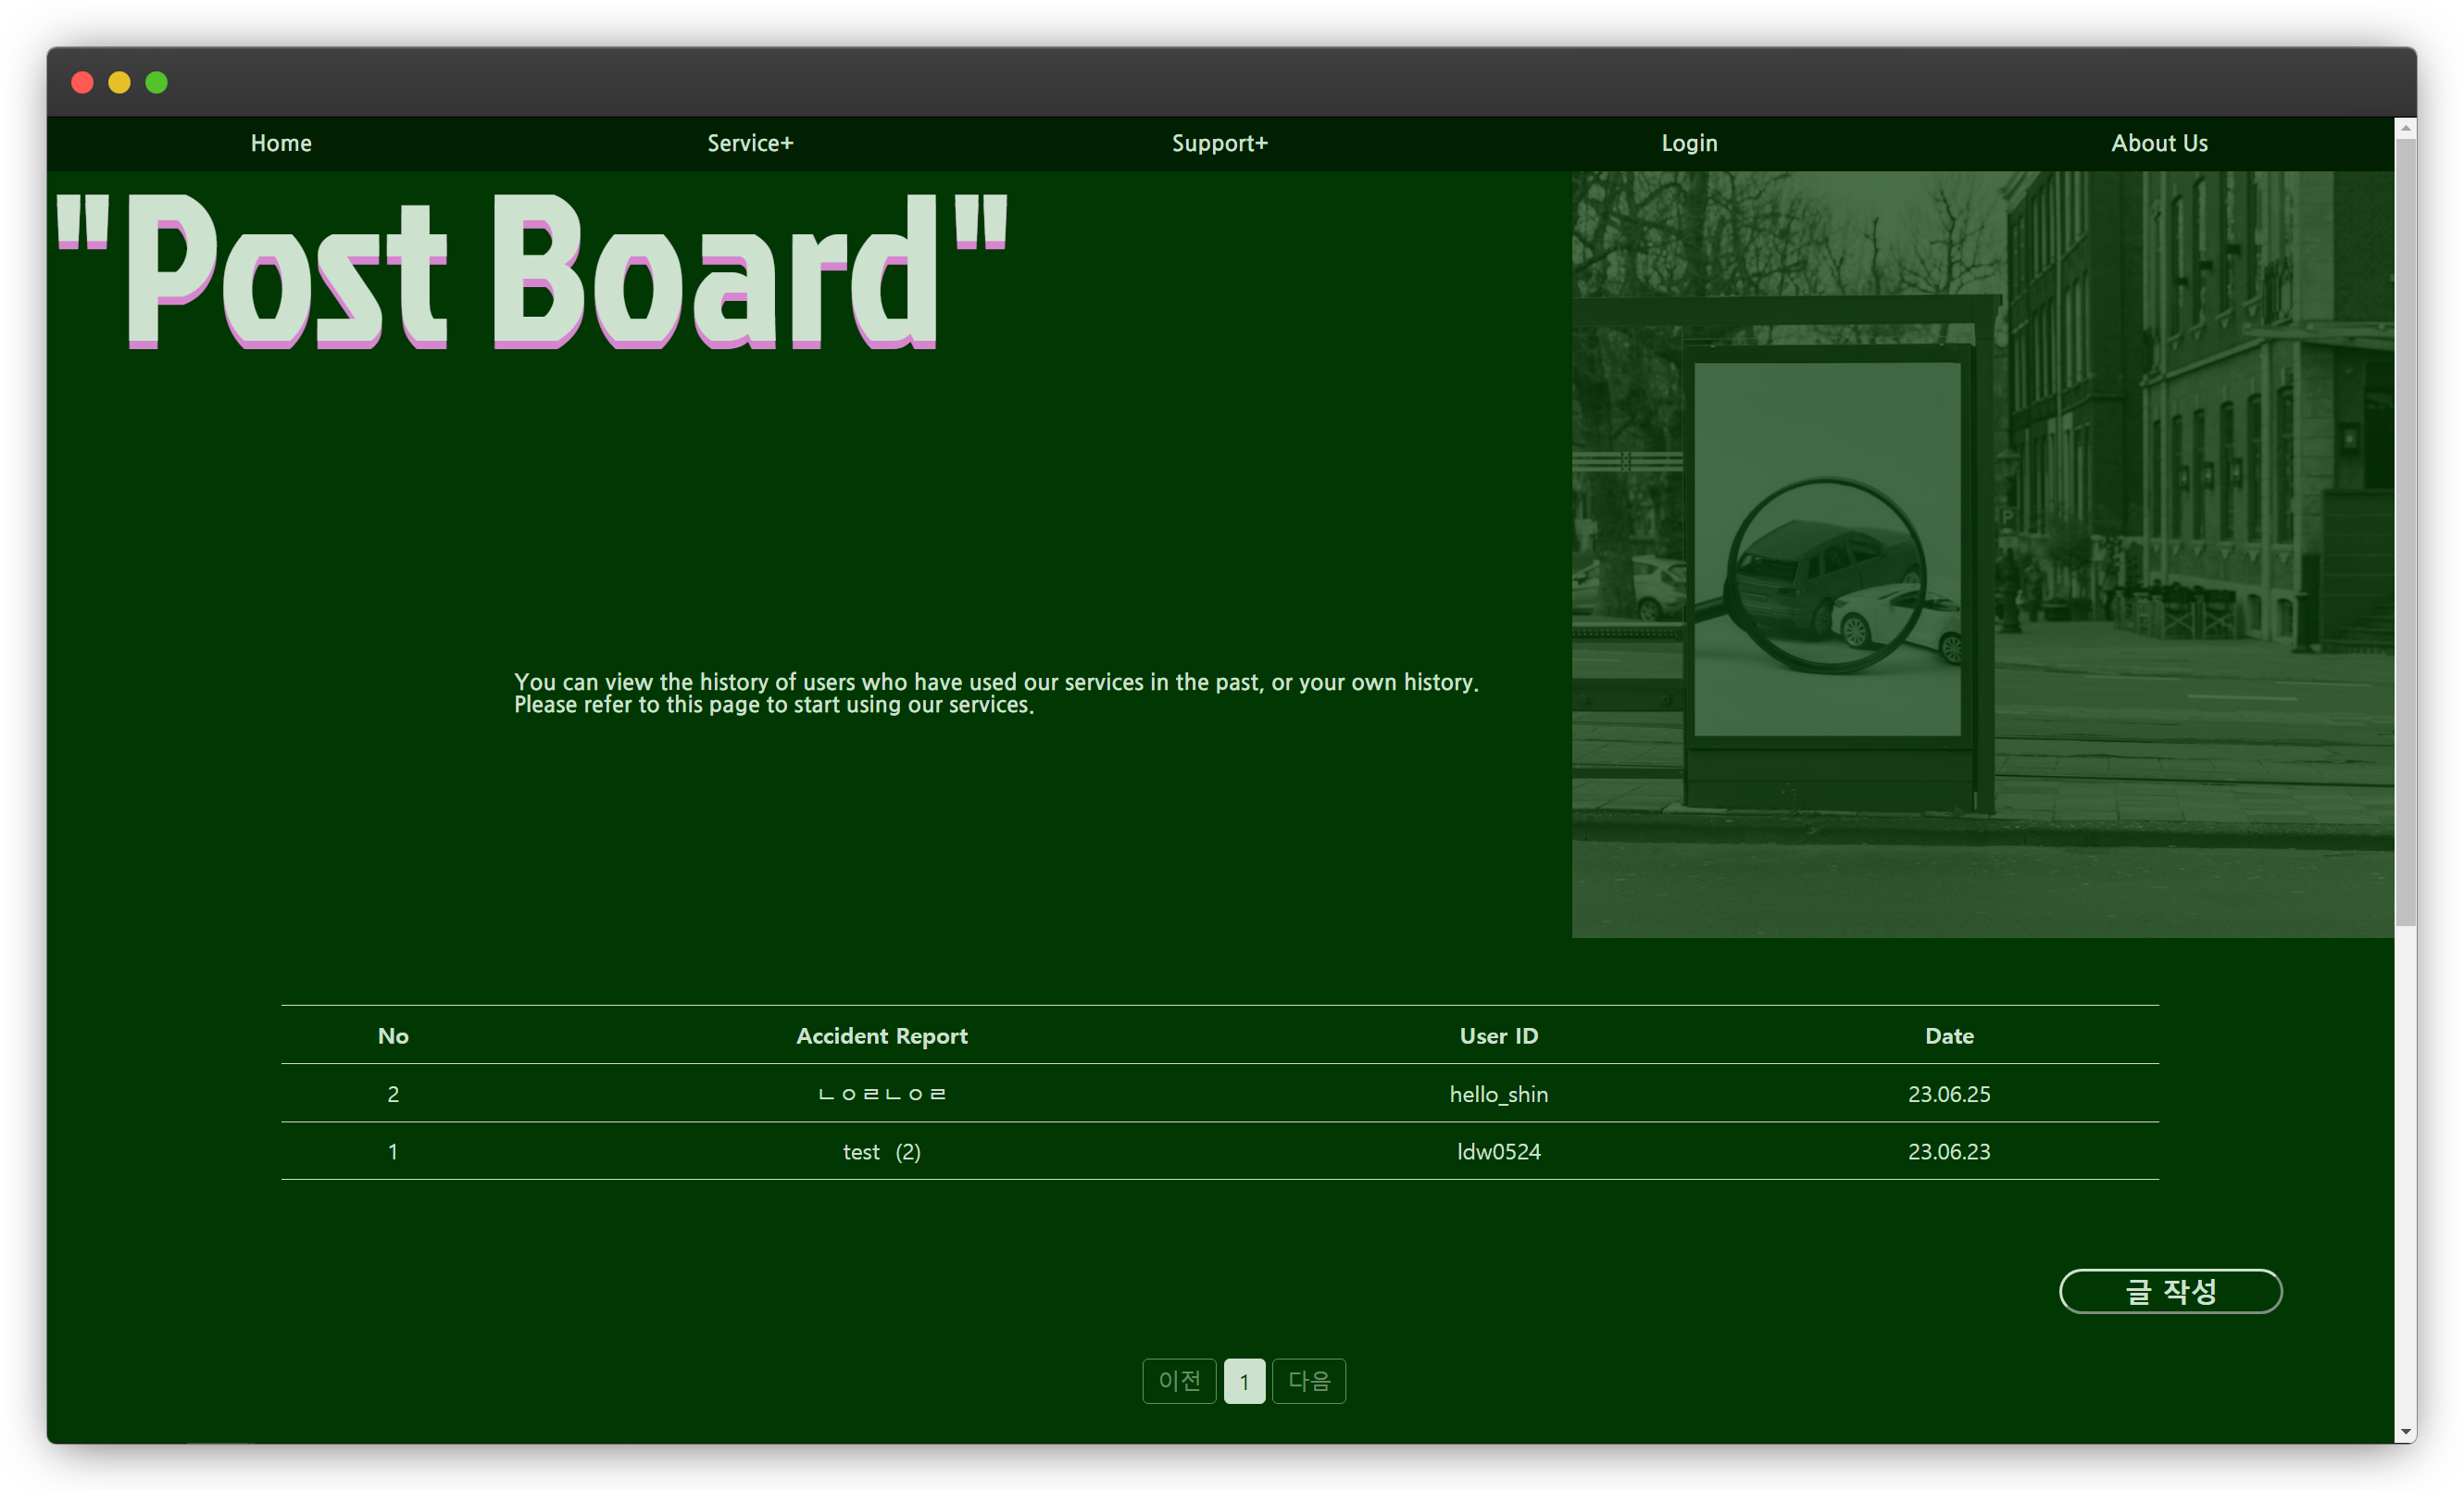 Home Service+ Support+ Login About Us
"Post Board"
You can view the history of users who have used our services in the past, or your own history.
Please refer to this page to start using our services.
P
No Accident Report User ID Date
2 ㄴㅇㄹㄴㅇㄹ hello_shin 23.06.25
1 test (2) ldw0524 23.06.23
글 작성
이전 1 다음